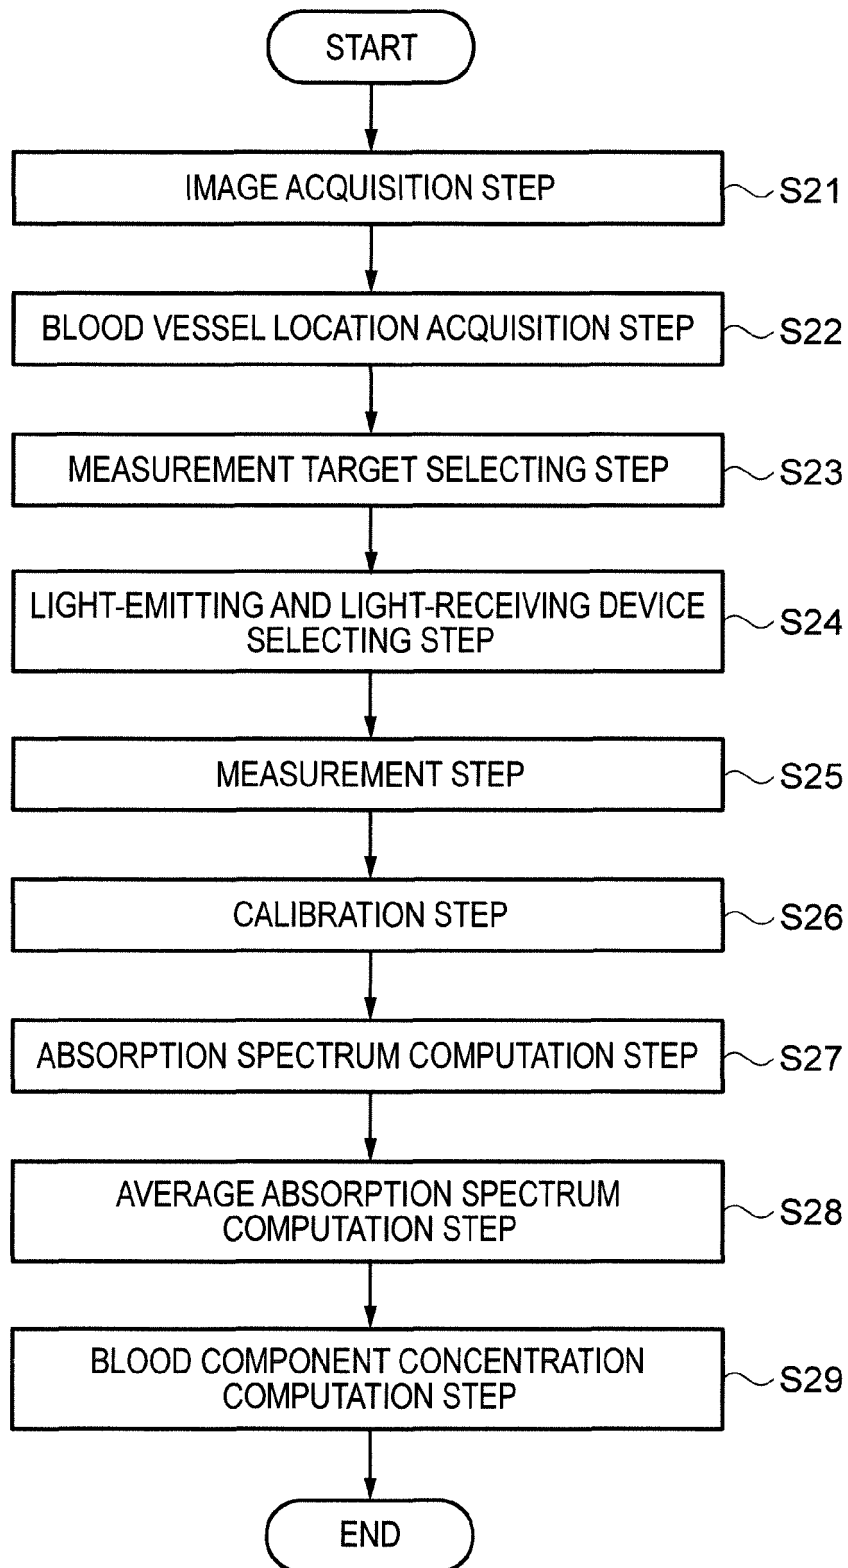 START
IMAGE ACQUISITION STEP
S21
BLOOD VESSEL LOCATION ACQUISITION STEP
S22
MEASUREMENT TARGET SELECTING STEP
S23
LIGHT-EMITTING AND LIGHT-RECEIVING DEVICE
SELECTING STEP
S24
MEASUREMENT STEP
S25
CALIBRATION STEP
S26
ABSORPTION SPECTRUM COMPUTATION STEP
S27
AVERAGE ABSORPTION SPECTRUM
COMPUTATION STEP
S28
BLOOD COMPONENT CONCENTRATION
COMPUTATION STEP
S29
END